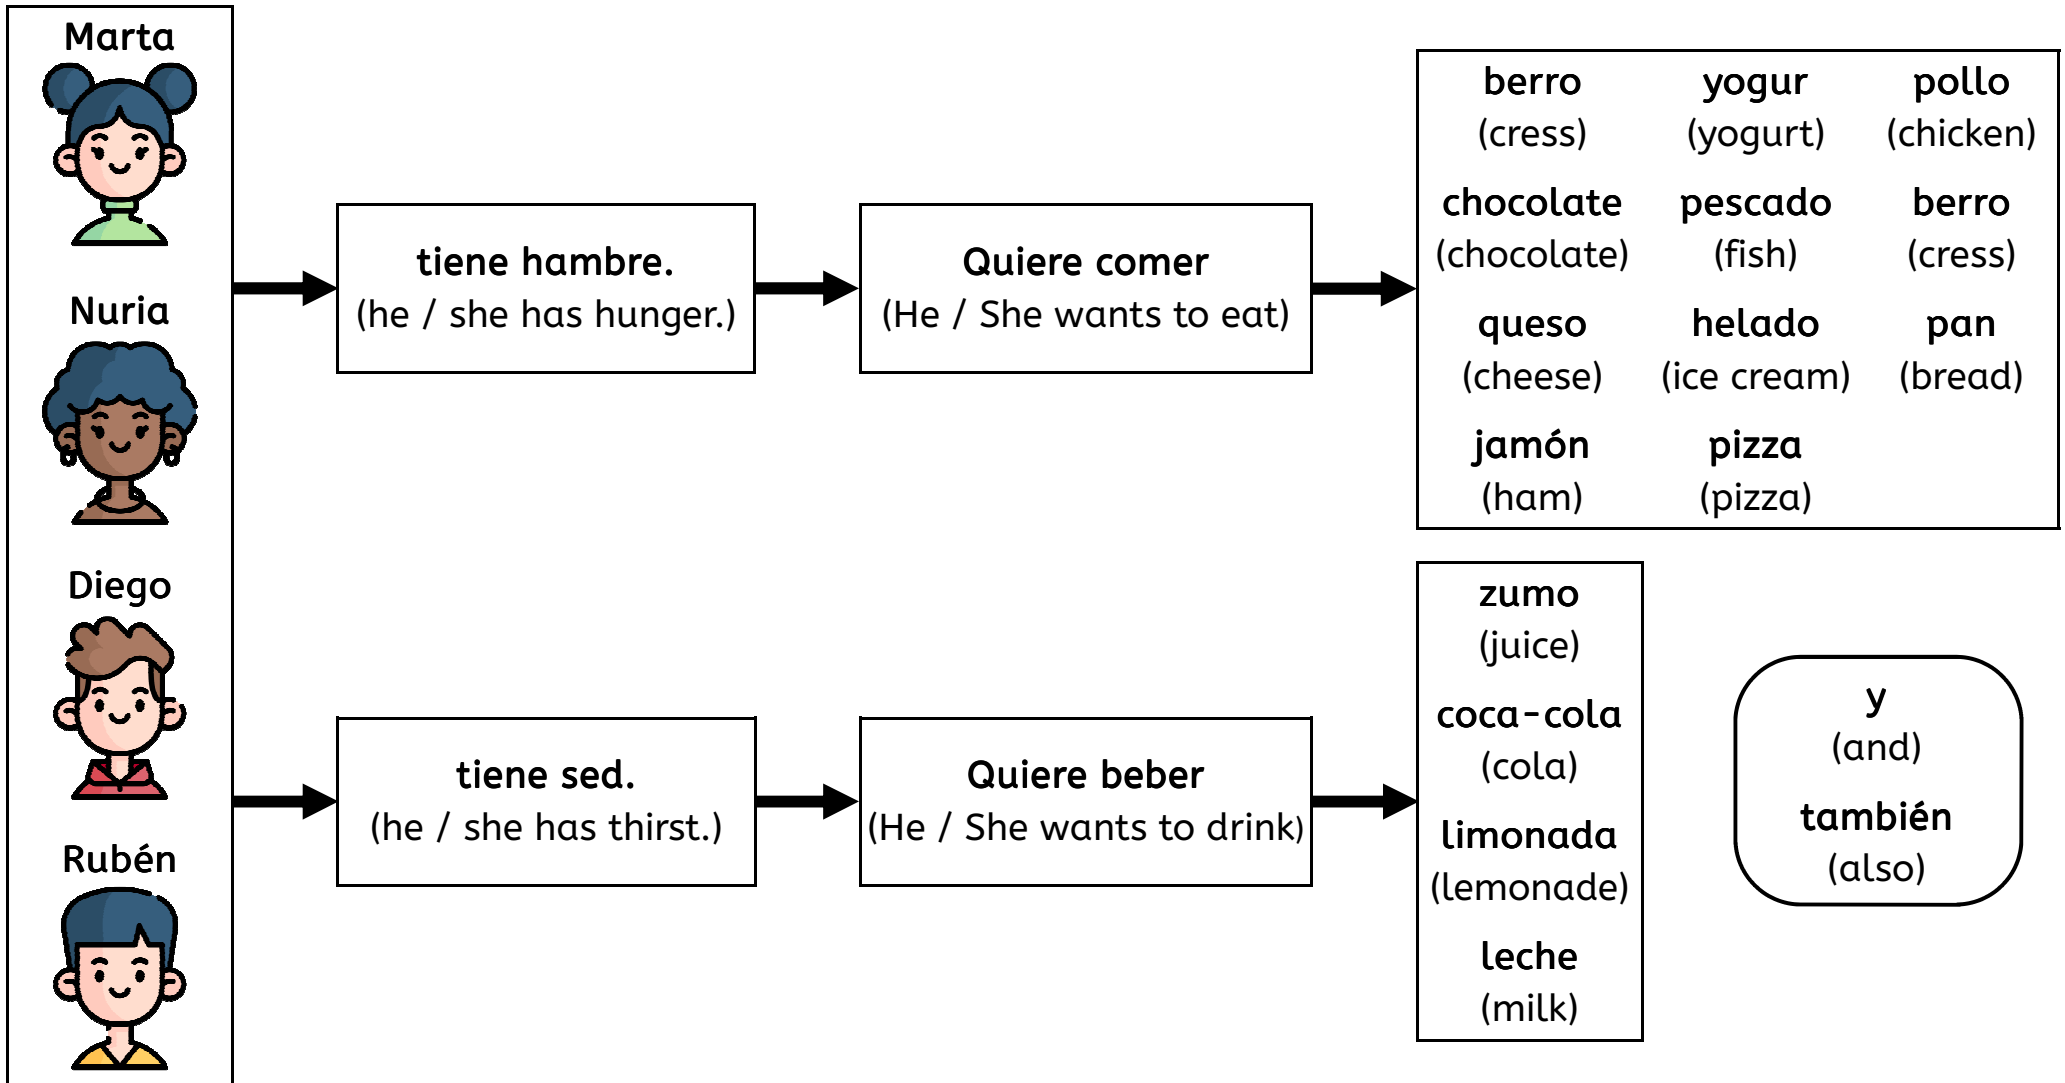 Marta
Nuria
Diego
Rubén
tiene hambre.
(he / she has hunger.)
Quiere comer
(He / She wants to eat)
berro yogur pollo
(cress) (yogurt) (chicken)
chocolate pescado berro
(chocolate) (fish) (cress)
queso helado pan
(cheese) (ice cream) (bread)
jamón pizza
(ham) (pizza)
tiene sed.
(he / she has thirst.)
Quiere beber
(He / She wants to drink)
zumo
(juice)
coca-cola
(cola)
limonada
(lemonade)
leche
(milk)
y
(and)
también
(also)